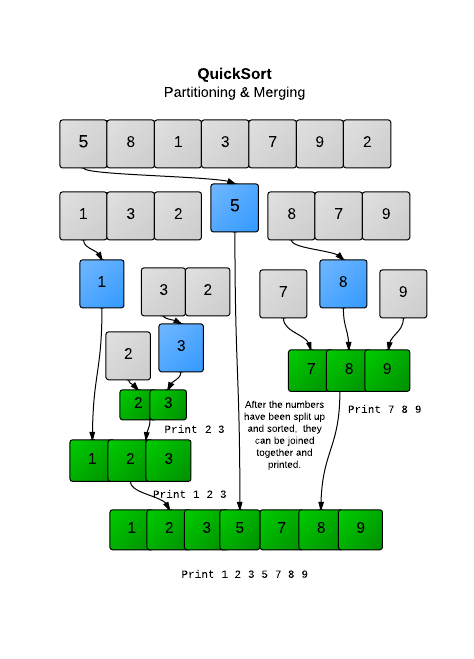 QuickSort
Partitioning & Merging
5 8 1 3 7 9 2
1 3 2
5
8 7 9
1
3 2
7
8
9
2
3
7 8 9
2 3
After the numbers
have been split up
and sorted, they
can be joined
together and
printed.
Print 7 8 9
Print 2 3
1 2 3
Print 1 2 3
1 2 3 5 7 8 9
Print 1 2 3 5 7 8 9